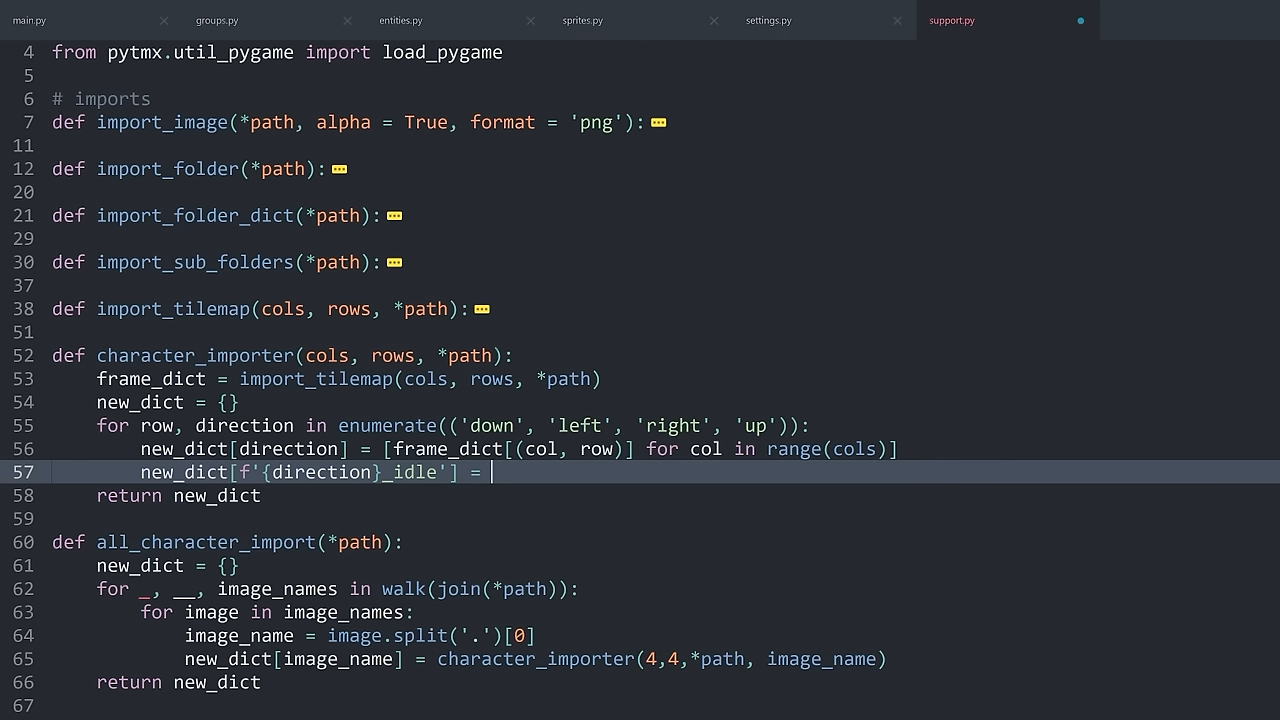 main.py groups.py entities.py sprites.py settings.py support.py
4 from pytmx.util_pygame import load_pygame
5
6 # imports
7 def import_image(*path, alpha = True, format = 'png'):
11
12 def import_folder(*path):
20
21 def import_folder_dict(*path):
29
30 def import_sub_folders(*path):
37
38 def import_tilemap(cols, rows, *path):
51
52 def character_importer(cols, rows, *path):
53     frame_dict = import_tilemap(cols, rows, *path)
54     new_dict = {}
55     for row, direction in enumerate(('down', 'left', 'right', 'up')):
56         new_dict[direction] = [frame_dict[(col, row)] for col in range(cols)]
57         new_dict[f'{direction}_idle'] =
58     return new_dict
59
60 def all_character_import(*path):
61     new_dict = {}
62     for _, __, image_names in walk(join(*path)):
63         for image in image_names:
64             image_name = image.split('.')[0]
65             new_dict[image_name] = character_importer(4,4,*path, image_name)
66     return new_dict
67